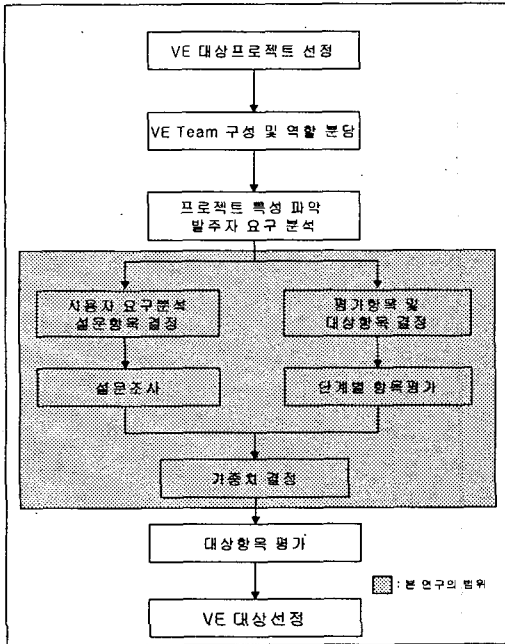 VE 대상프로젝트 선정
VE Team 구성 및 역할 분담
프로젝트 특성 파악
발주자 요구 분석
사용자 요구분석
설문항목 결정
평가항목 및
대상항목 결정
설문조사
단계별 항목평가
가중치 결정
대상항목 평가
: 본 연구의 범위
VE 대상선정